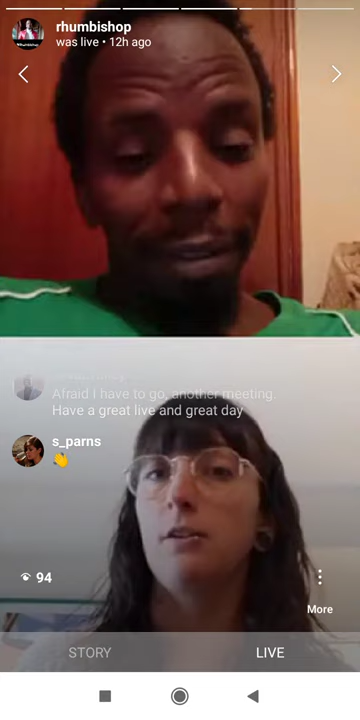 rhumbishop
was live • 12h ago
Afraid I have to go, another meeting.
Have a great live and great day
s_parns
👏
94
More
STORY
LIVE